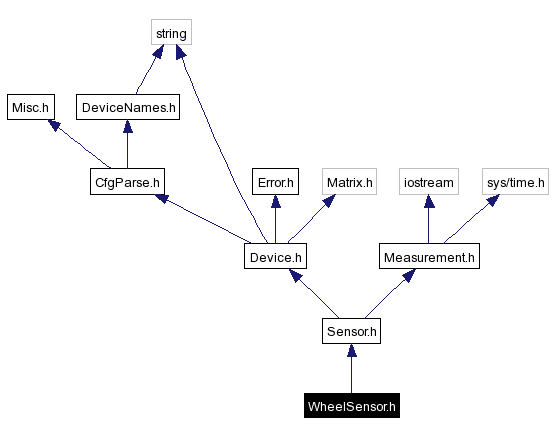 string
Misc.h
DeviceNames.h
CfgParse.h
Error.h
Matrix.h
iostream
sys/time.h
Device.h
Measurement.h
Sensor.h
WheelSensor.h